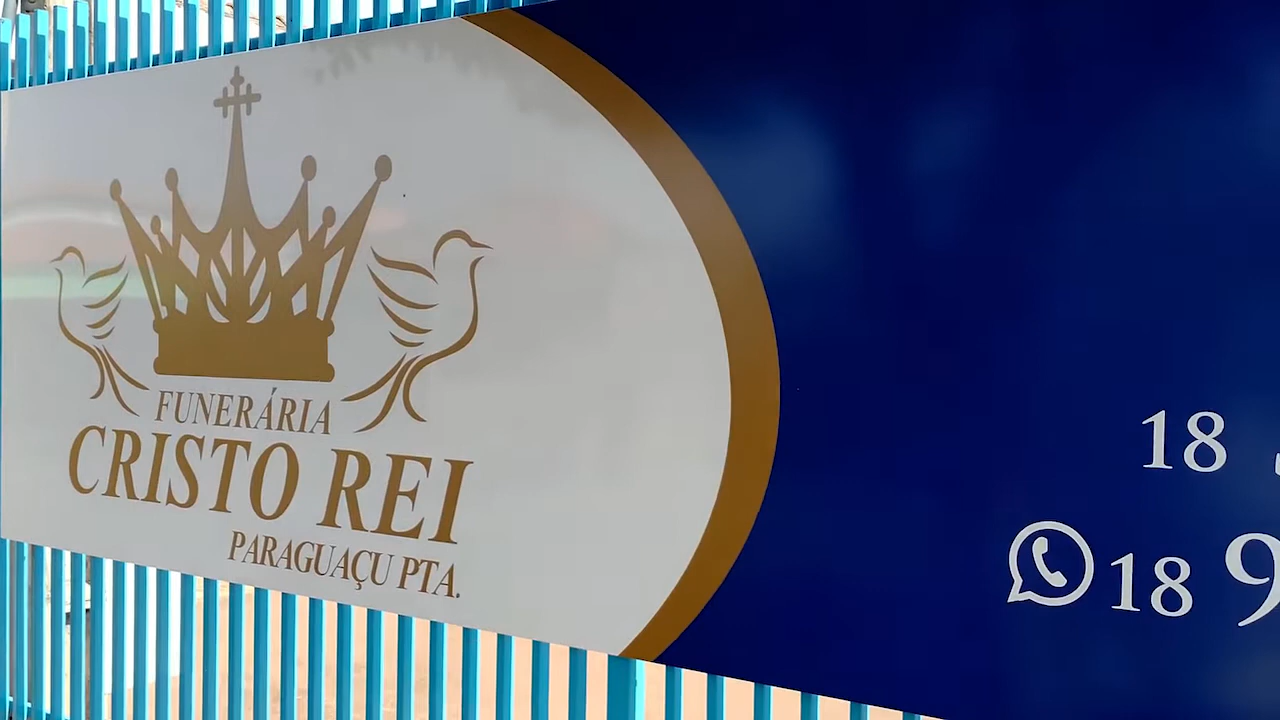 FUNERÁRIA
CRISTO REI
PARAGUAÇU PTA.
18
18 9